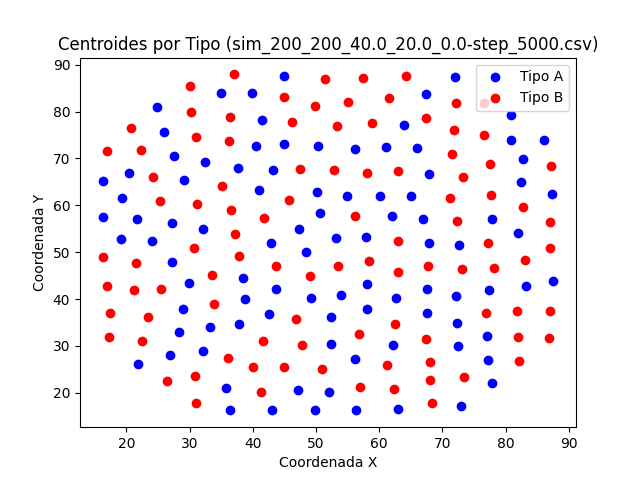 Centroides por Tipo (sim_200_200_40.0_20.0_0.0-step_5000.csv)
Tipo A
Tipo B
90
80
70
60
50
40
30
20
Coordenada Y
20 30 40 50 60 70 80 90
Coordenada X